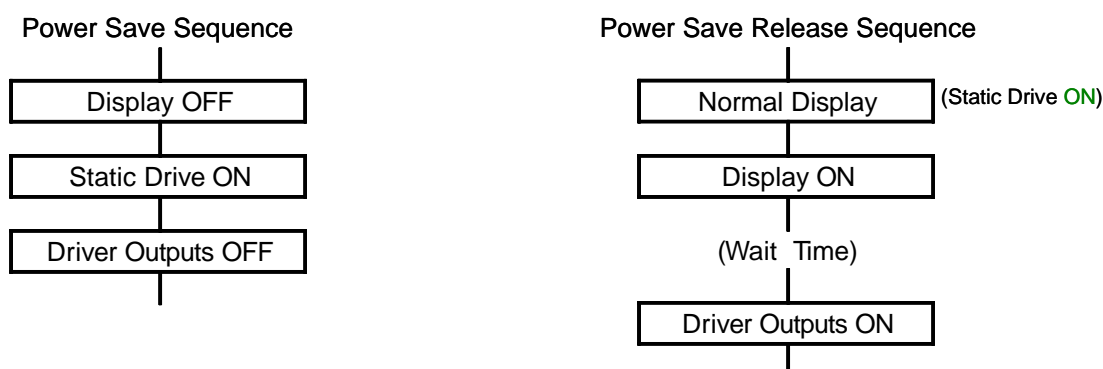 Power Save Sequence
Display OFF
Static Drive ON
Driver Outputs OFF
Power Save Release Sequence
Normal Display
(Static Drive ON)
Display ON
(Wait Time)
Driver Outputs ON